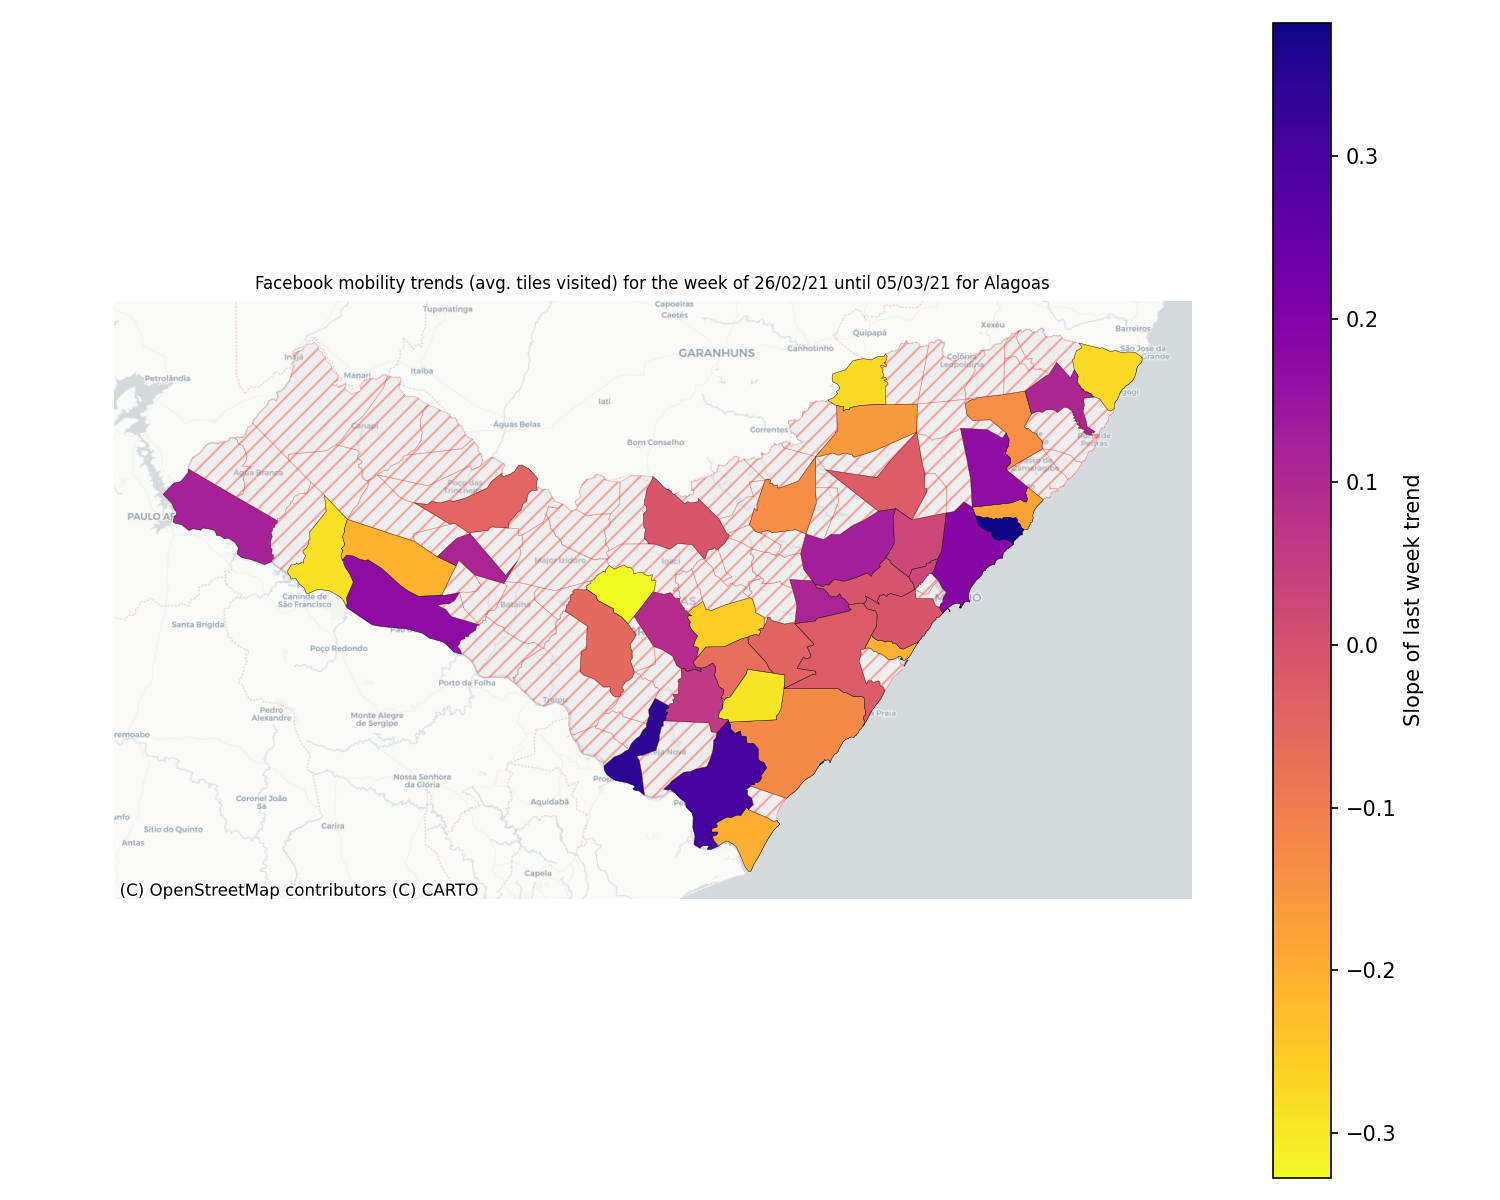 Facebook mobility trends (avg. tiles visited) for the week of 26/02/21 until 05/03/21 for Alagoas
Tupanatinga
Capoeiras
Caetés
Xexéu
Barreiros
Quipapá
Canhotinho
GARANHUNS
São José da
Grande
Inajá
Colônia
Leopoldina
Itaíba
Manari
Petrolândia
Iati
Águas Belas
Canapi
Correntes
Bom Conselho
Água Branca
Poço das
Trincheiras
PAULO AF
Major Izidoro
Igaci
Canindé de
São Francisco
Batalha
Santa Brígida
Poço Redondo
Porto da Folha
Traipu
Pedro
Alexandre
Monte Alegre
de Sergipe
Nossa Senhora
da Glória
Coronel João
Sá
Aquidabã
Carira
Sítio do Quinto
Antas
Capela
(C) OpenStreetMap contributors (C) CARTO
0.3
0.2
0.1
0.0
−0.1
−0.2
−0.3
Slope of last week trend